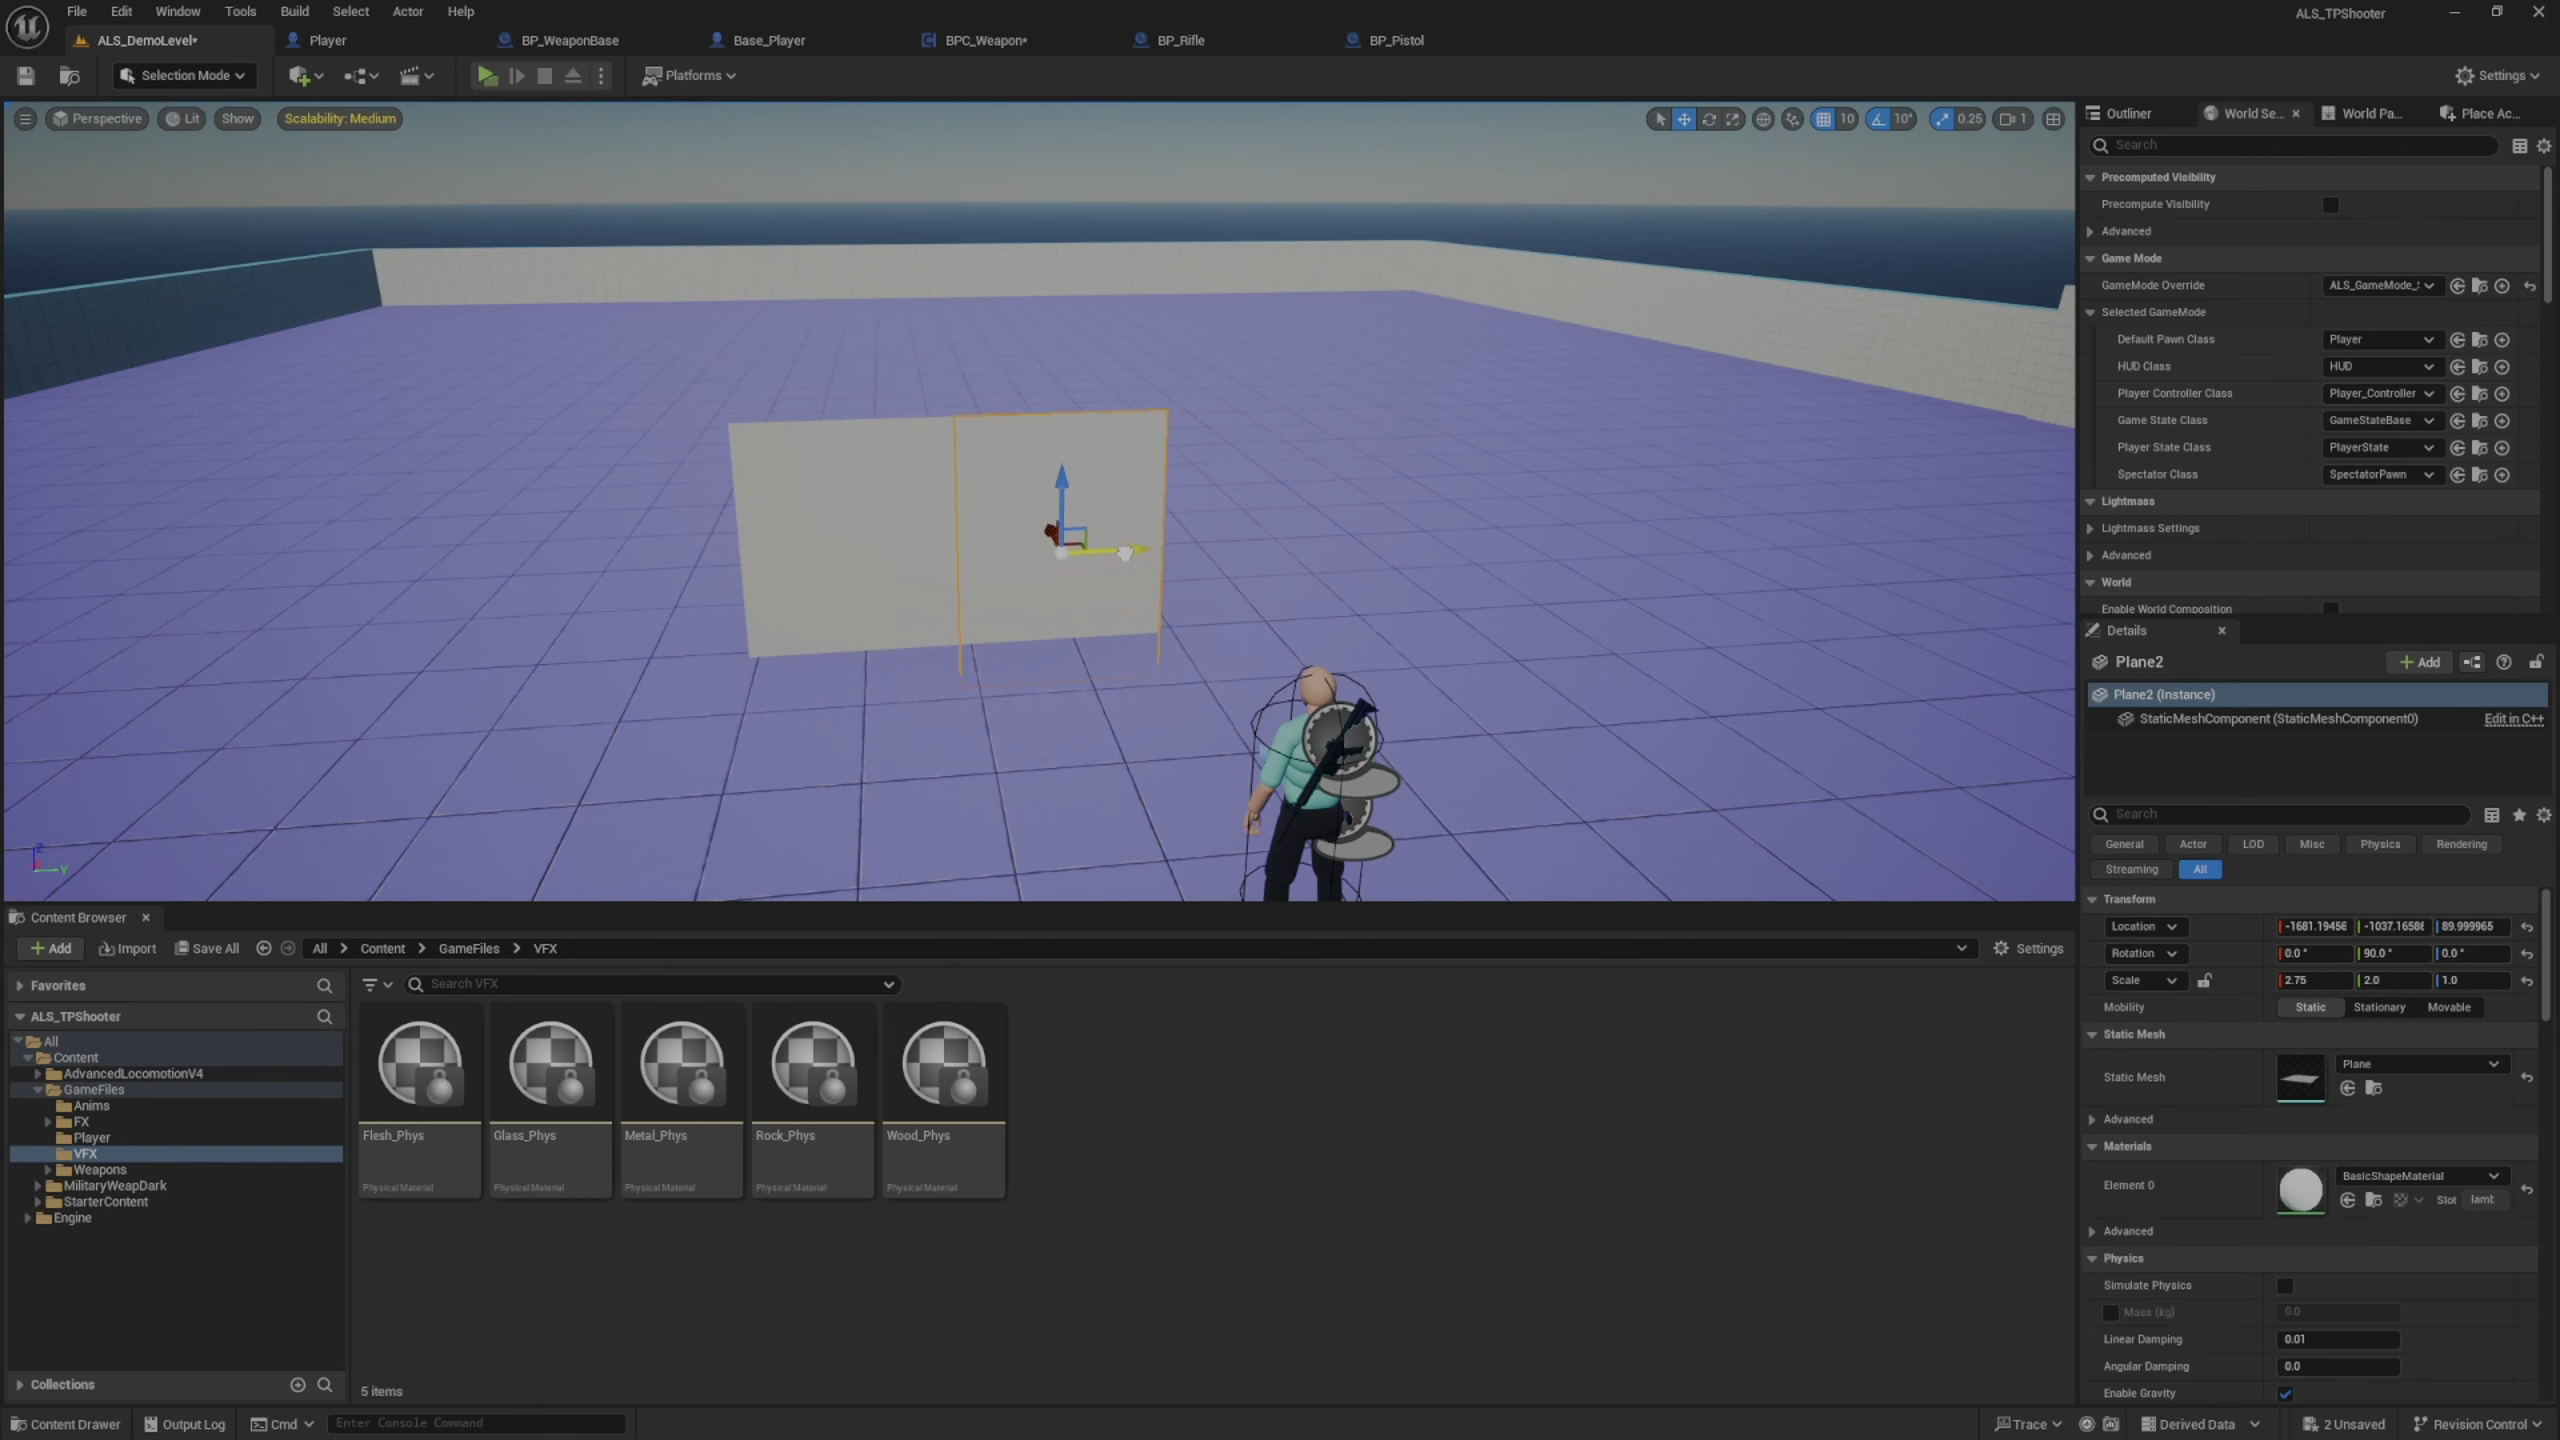 File Edit Window Tools Build Select Actor Help
ALS_TPShooter
ALS_DemoLevel*
Player
BP_WeaponBase
Base_Player
BPC_Weapon*
BP_Rifle
BP_Pistol
Selection Mode
Platforms
Settings
Perspective
Lit
Show
Scalability: Medium
10
10°
0.25
1
Outliner
World Se...
World Pa...
Place Ac...
Search
Precomputed Visibility
Precompute Visibility
Advanced
Game Mode
GameMode Override
ALS_GameMode_
Selected GameMode
Default Pawn Class
Player
HUD Class
HUD
Player Controller Class
Player_Controller
Game State Class
GameStateBase
Player State Class
PlayerState
Spectator Class
SpectatorPawn
Lightmass
Lightmass Settings
Advanced
World
Enable World Composition
Details
Plane2
Add
Plane2 (Instance)
StaticMeshComponent (StaticMeshComponent0)
Edit in C++
Search
General
Actor
LOD
Misc
Physics
Rendering
Streaming
All
Transform
Location
-1681.19456
-1037.1658
89.999965
Rotation
0.0 °
90.0 °
0.0 °
Scale
2.75
2.0
1.0
Mobility
Static
Stationary
Movable
Static Mesh
Static Mesh
Plane
Advanced
Materials
Element 0
BasicShapeMaterial
Slot
lamb
Advanced
Physics
Simulate Physics
Mass (kg)
0.0
Linear Damping
0.01
Angular Damping
0.0
Enable Gravity
Z
Y
Content Browser
Add
Import
Save All
All
Content
GameFiles
VFX
Settings
Favorites
Search VFX
ALS_TPShooter
All
Content
AdvancedLocomotionV4
GameFiles
Anims
FX
Player
VFX
Weapons
MilitaryWeapDark
StarterContent
Engine
Flesh_Phys
Physical Material
Glass_Phys
Physical Material
Metal_Phys
Physical Material
Rock_Phys
Physical Material
Wood_Phys
Physical Material
Collections
5 items
Content Drawer
Output Log
Cmd
Enter Console Command
Trace
Derived Data
2 Unsaved
Revision Control